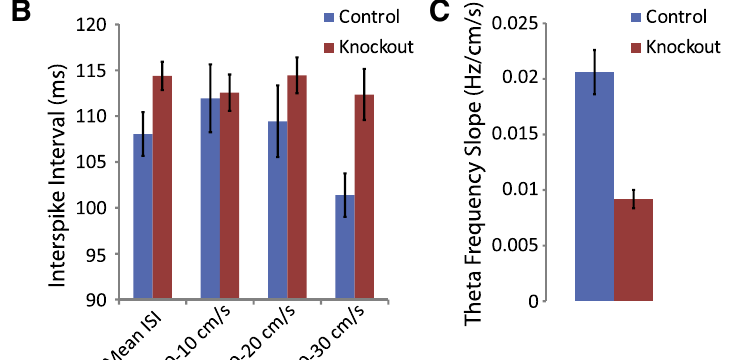 B
Control
Knockout
Interspike Interval (ms)
120
115
110
105
100
95
90
Mean ISI
0-10 cm/s
0-20 cm/s
0-30 cm/s
C
Control
Knockout
Theta Frequency Slope (Hz/cm/s)
0.025
0.02
0.015
0.01
0.005
0